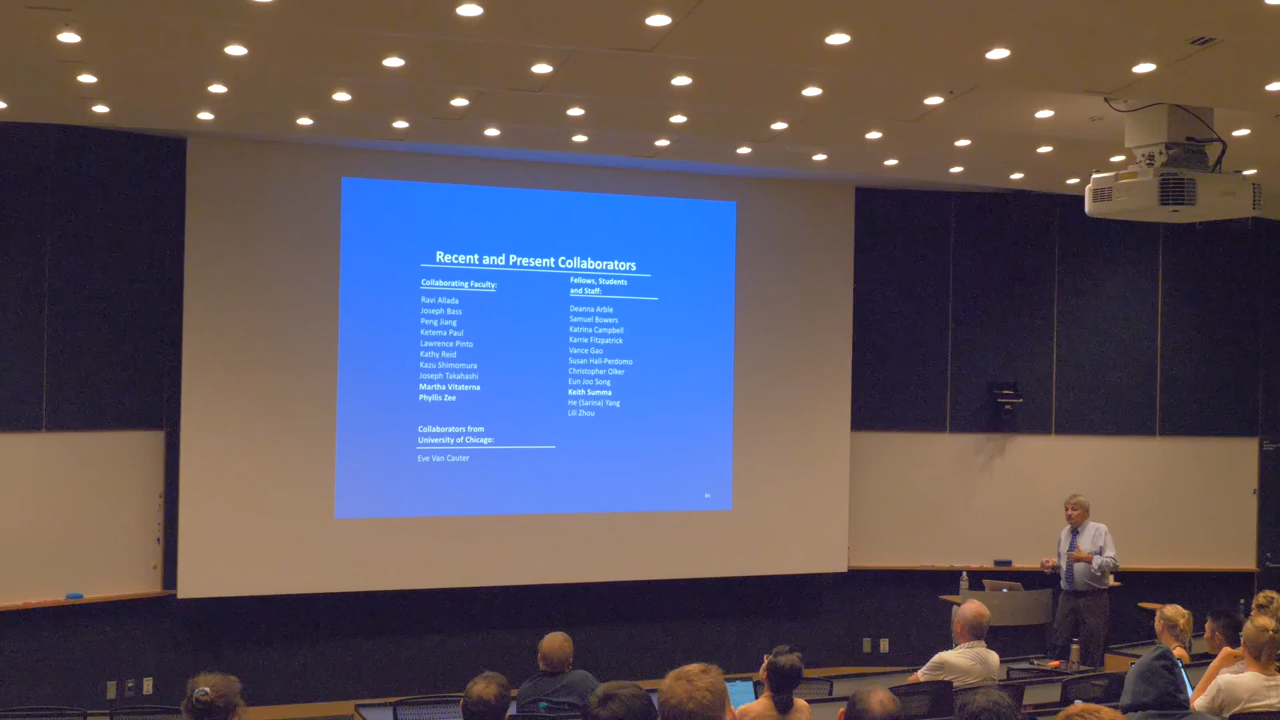 Recent and Present Collaborators
Collaborating Faculty:
Ravi Allada
Joseph Bass
Peng Jiang
Ketema Paul
Lawrence Pinto
Kathy Reid
Kazu Shimomura
Joseph Takahashi
Martha Vitaterna
Phyllis Zee
Collaborators from
University of Chicago:
Eve Van Cauter
Fellows, Students
and Staff:
Deanna Arble
Samuel Bowers
Katrina Campbell
Karrie Fitzpatrick
Vance Gao
Susan Hall-Perdomo
Christopher Olker
Eun Joo Song
Keith Summa
He (Sarina) Yang
Lili Zhou